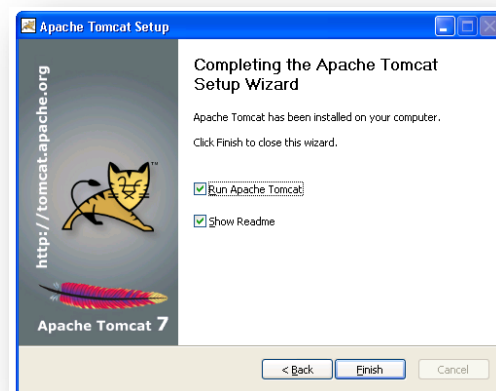 Apache Tomcat Setup
http://tomcat.apache.org
TM
Apache Tomcat 7
Completing the Apache Tomcat
Setup Wizard
Apache Tomcat has been installed on your computer.
Click Finish to close this wizard.
Run Apache Tomcat
Show Readme
< Back
Finish
Cancel